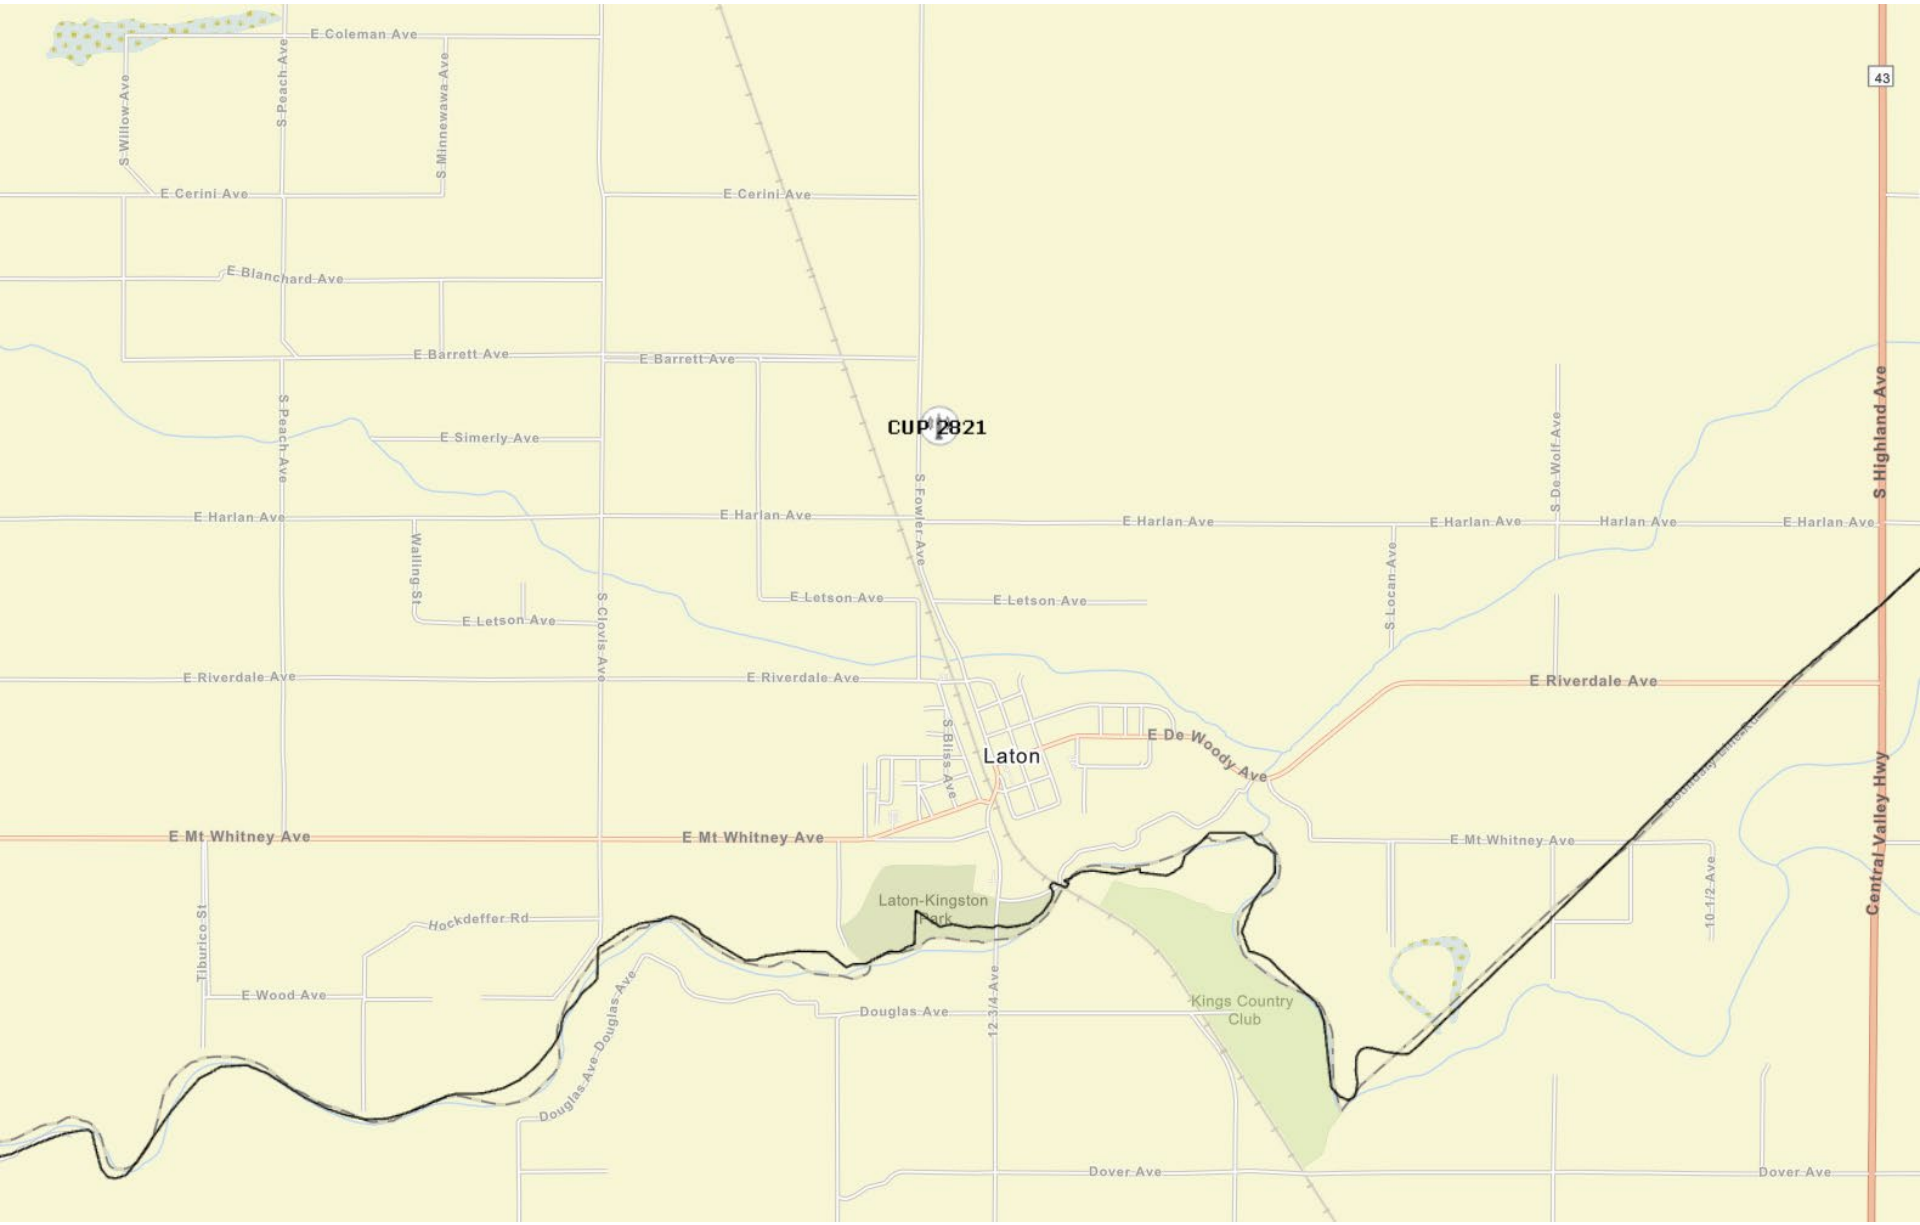 E Coleman Ave
S Willow Ave
S Peach Ave
S Minnewawa Ave
43
E Cerini Ave
E Cerini Ave
E Blanchard Ave
E Barrett Ave
E Barrett Ave
S Peach Ave
E Simerly Ave
CUP 2821
S Fowler Ave
S De Wolf Ave
S Highland Ave
E Harlan Ave
E Harlan Ave
E Harlan Ave
E Harlan Ave
Harlan Ave
E Harlan Ave
Walling St
S Locan Ave
E Letson Ave
E Letson Ave
E Letson Ave
S Clovis Ave
E Riverdale Ave
E Riverdale Ave
E Riverdale Ave
S Bliss Ave
Laton
E De Woody Ave
Boundary Line Rd
Central Valley Hwy
E Mt Whitney Ave
E Mt Whitney Ave
E Mt Whitney Ave
10-1/2 Ave
Laton-Kingston
Park
Hockdeffer Rd
Tiburico St
E Wood Ave
Douglas Ave
Douglas Ave
Douglas Ave
12 3/4 Ave
Kings Country
Club
Dover Ave
Dover Ave